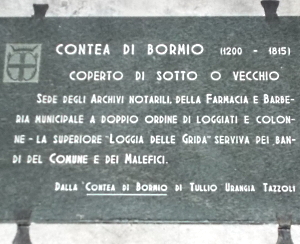 CONTEA DI BORMIO (1200 - 1815)
COPERTO DI SOTTO O VECCHIO
SEDE DEGLI ARCHIVI NOTARILI, DELLA FARMACIA E BARBE-
RIA MUNICIPALE A DOPPIO ORDINE DI LOGGIATI E COLON-
NE - LA SUPERIORE "LOGGIA DELLE GRIDA" SERVIVA PEI BAN-
DI DEL COMUNE E DEI MALEFICI.
DALLA "CONTEA DI BORMIO DI TULLIO URANGIA TAZZOLI